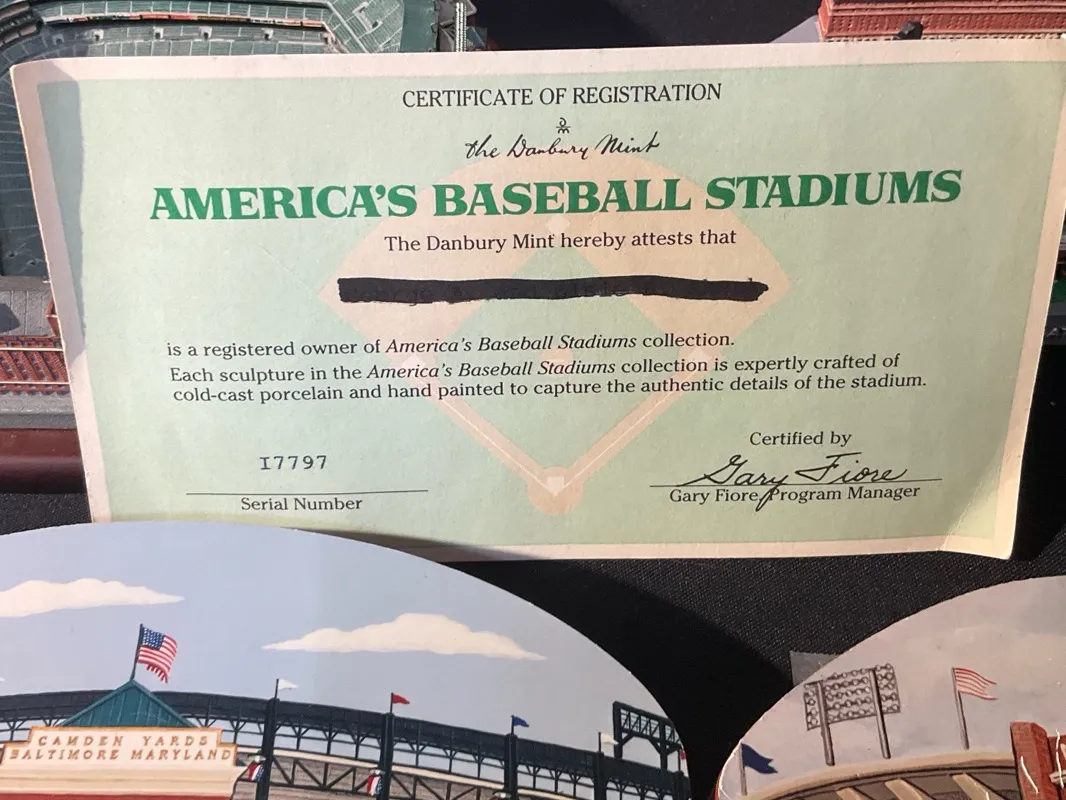 CERTIFICATE OF REGISTRATION
the Danbury Mint
AMERICA'S BASEBALL STADIUMS
The Danbury Mint hereby attests that
is a registered owner of America's Baseball Stadiums collection.
Each sculpture in the America's Baseball Stadiums collection is expertly crafted of
cold-cast porcelain and hand painted to capture the authentic details of the stadium.
I7797
Serial Number
Certified by
Gary Fiore
Gary Fiore Program Manager
CAMDEN YARDS
BALTIMORE MARYLAND